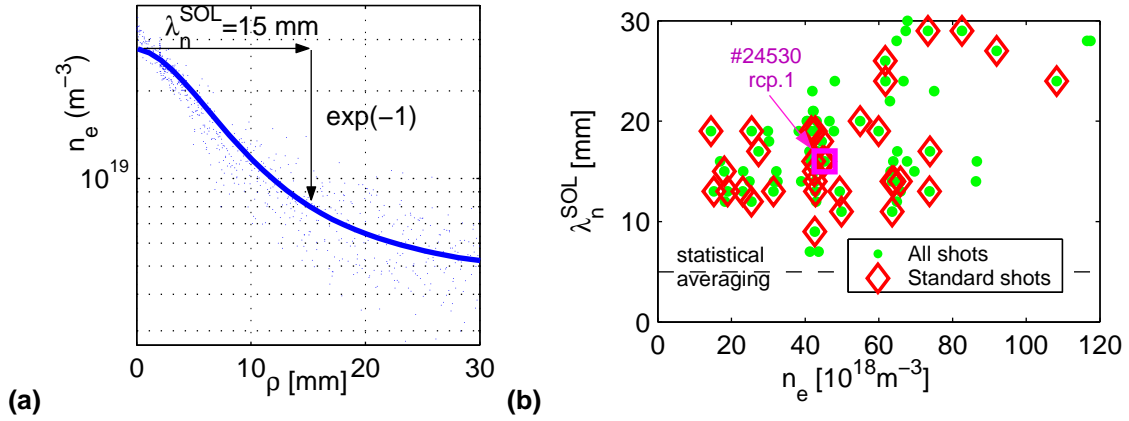 λ_n^SOL=15 mm
exp(−1)
n_e (m^−3)
10^19
0 10 20 30
ρ [mm]
(a)
30
20
10
0
λ_n^SOL [mm]
#24530
rcp.1
statistical
averaging
All shots
Standard shots
0 20 40 60 80 100 120
n_e [10^18 m^−3]
(b)